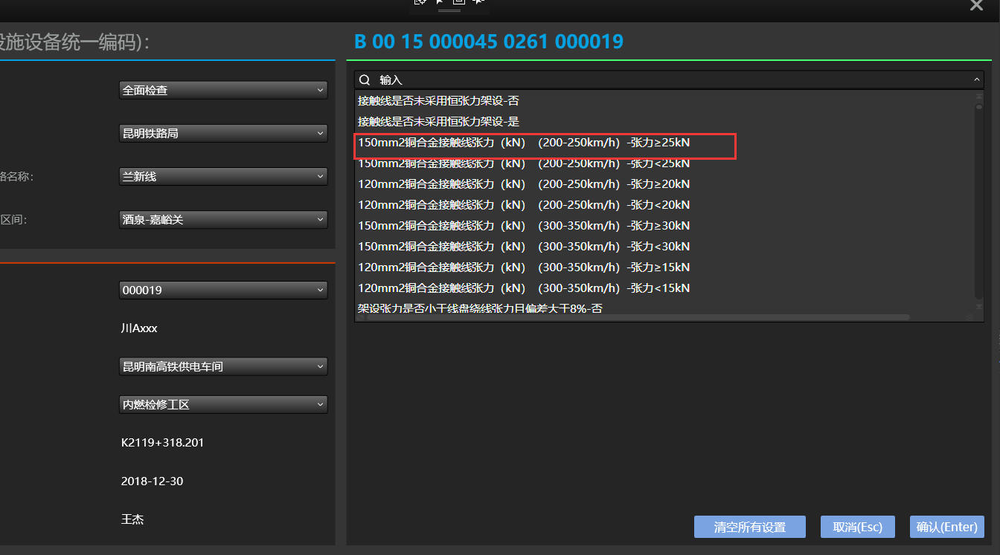 设施设备统一编码):
全面检查
昆明铁路局
路名称:
兰新线
区间:
酒泉-嘉峪关
000019
川Axxx
昆明南高铁供电车间
内燃检修工区
K2119+318.201
2018-12-30
王杰
B 00 15 000045 0261 000019
输入
接触线是否未采用恒张力架设-否
接触线是否未采用恒张力架设-是
150mm2铜合金接触线张力（kN）（200-250km/h）-张力≥25kN
150mm2铜合金接触线张力（kN）（200-250km/h）-张力<25kN
120mm2铜合金接触线张力（kN）（200-250km/h）-张力≥20kN
120mm2铜合金接触线张力（kN）（200-250km/h）-张力<20kN
150mm2铜合金接触线张力（kN）（300-350km/h）-张力≥30kN
150mm2铜合金接触线张力（kN）（300-350km/h）-张力<30kN
120mm2铜合金接触线张力（kN）（300-350km/h）-张力≥15kN
120mm2铜合金接触线张力（kN）（300-350km/h）-张力<15kN
架设张力是否小于线盘绕线张力且偏差大于8%-否
清空所有设置
取消(Esc)
确认(Enter)